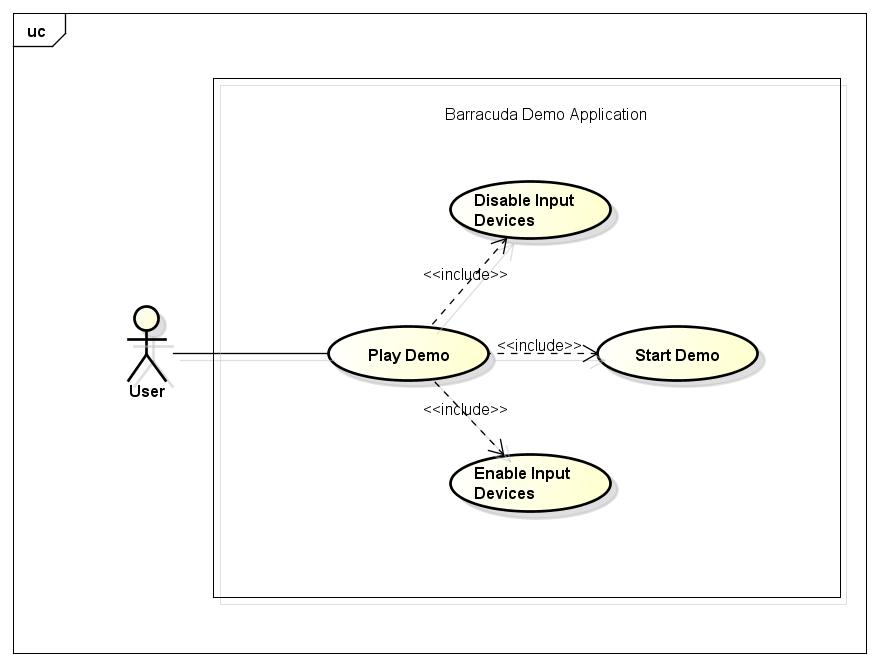 uc
Barracuda Demo Application
Disable Input
Devices
<<include>>
<<include>>
Play Demo
Start Demo
User
<<include>>
Enable Input
Devices